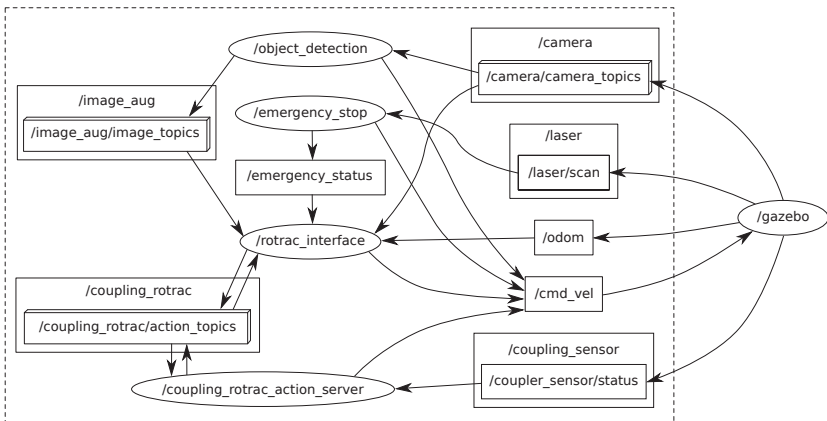 /object_detection
/camera
/camera/camera_topics
/image_aug
/image_aug/image_topics
/emergency_stop
/laser
/laser/scan
/emergency_status
/gazebo
/rotrac_interface
/odom
/coupling_rotrac
/cmd_vel
/coupling_rotrac/action_topics
/coupling_sensor
/coupler_sensor/status
/coupling_rotrac_action_server